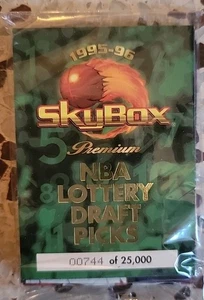 1995-96
SkyBox
Premium
NBA
LOTTERY
DRAFT
PICKS
00744 of 25,000